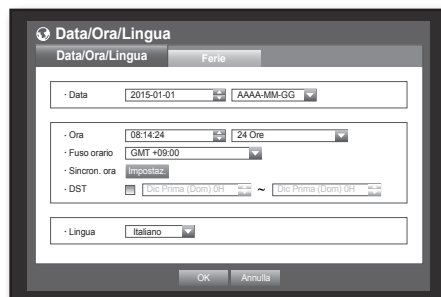 Data/Ora/Lingua
Data/Ora/Lingua Ferie
· Data 2015-01-01 AAAA-MM-GG
· Ora 08:14:24 24 Ore
· Fuso orario GMT +09:00
· Sincron. ora Impostaz.
· DST Dic Prima (Dom) 0H ~ Dic Prima (Dom) 0H
· Lingua Italiano
OK Annulla